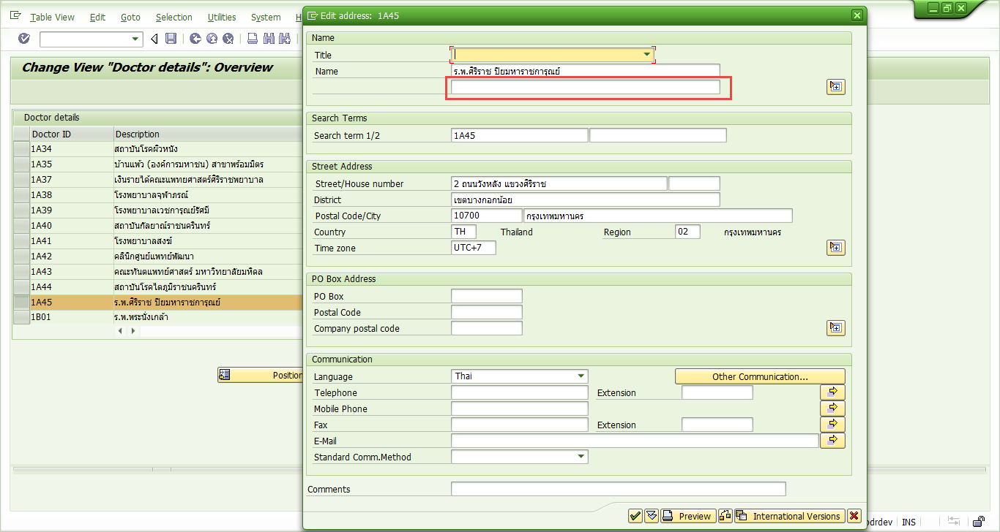 Table View Edit Goto Selection Utilities System H
Change View "Doctor details": Overview
Doctor details
Doctor ID Description
1A34 สถาบันโรคผิวหนัง
1A35 บ้านแพ้ว (องค์การมหาชน) สาขาพร้อมมิตร
1A37 เงินรายได้คณะแพทยศาสตร์ศิริราชพยาบาล
1A38 โรงพยาบาลจุฬาภรณ์
1A39 โรงพยาบาลเวชการุณย์รัศมิ์
1A40 สถาบันกัลยาณ์ราชนครินทร์
1A41 โรงพยาบาลสงฆ์
1A42 คลินิกศูนย์แพทย์พัฒนา
1A43 คณะทันตแพทย์ศาสตร์ มหาวิทยาลัยมหิดล
1A44 สถาบันโรคไตภูมิราชนครินทร์
1A45 ร.พ.ศิริราช ปิยมหาราชการุณย์
1B01 ร.พ.พระนั่งเกล้า
Position
Edit address: 1A45
Name
Title
Name ร.พ.ศิริราช ปิยมหาราชการุณย์
Search Terms
Search term 1/2 1A45
Street Address
Street/House number 2 ถนนวังหลัง แขวงศิริราช
District เขตบางกอกน้อย
Postal Code/City 10700 กรุงเทพมหานคร
Country TH Thailand Region 02 กรุงเทพมหานคร
Time zone UTC+7
PO Box Address
PO Box
Postal Code
Company postal code
Communication
Language Thai Other Communication...
Telephone Extension
Mobile Phone
Fax Extension
E-Mail
Standard Comm.Method
Comments
Preview International Versions
odrdev INS